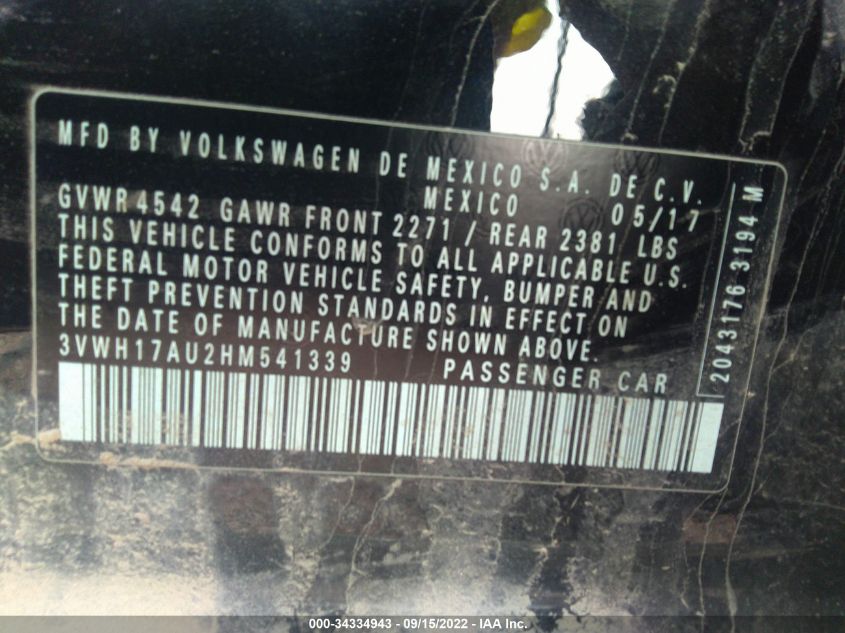 MFD BY VOLKSWAGEN DE MEXICO S.A. DE C.V.
MEXICO 05/17
GVWR 4542 GAWR FRONT 2271 / REAR 2381 LBS
THIS VEHICLE CONFORMS TO ALL APPLICABLE U.S.
FEDERAL MOTOR VEHICLE SAFETY, BUMPER AND
THEFT PREVENTION STANDARDS IN EFFECT ON
THE DATE OF MANUFACTURE SHOWN ABOVE.
3VWH17AU2HM541339 PASSENGER CAR
2043176 3194 M
000-34334943 - 09/15/2022 - IAA Inc.